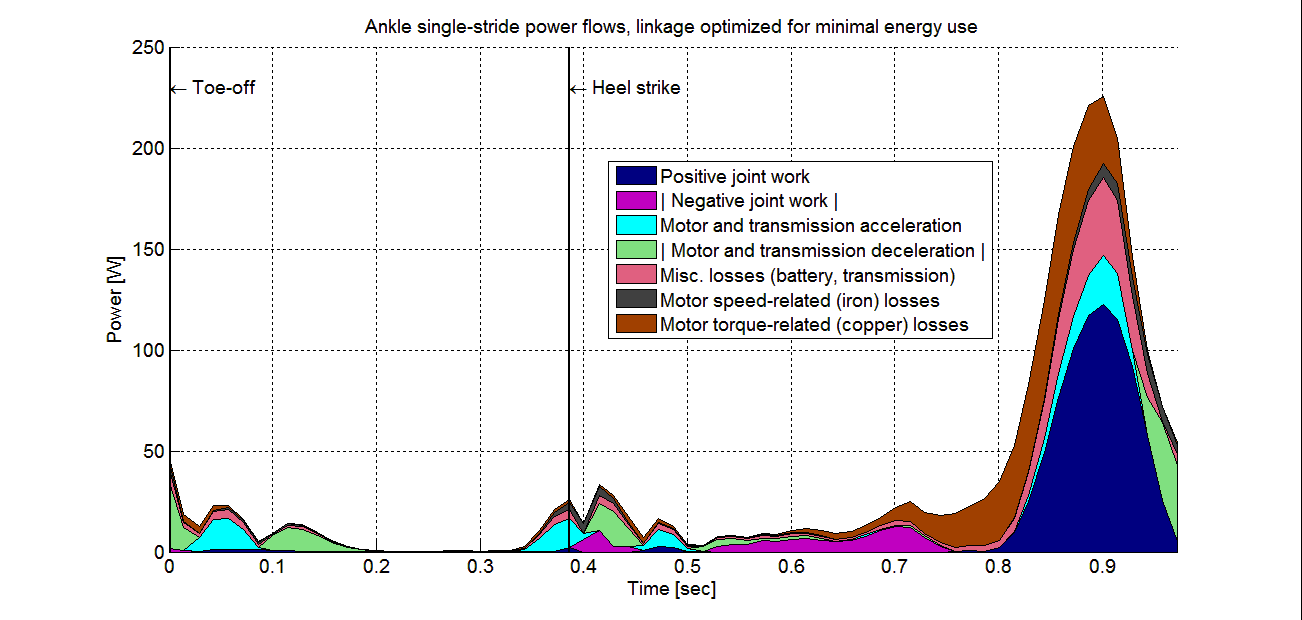 Ankle single-stride power flows, linkage optimized for minimal energy use
250
← Toe-off
← Heel strike
200
Positive joint work
| Negative joint work |
Motor and transmission acceleration
150
| Motor and transmission deceleration |
Misc. losses (battery, transmission)
Motor speed-related (iron) losses
Motor torque-related (copper) losses
Power [W]
100
50
0
0 0.1 0.2 0.3 0.4 0.5 0.6 0.7 0.8 0.9
Time [sec]